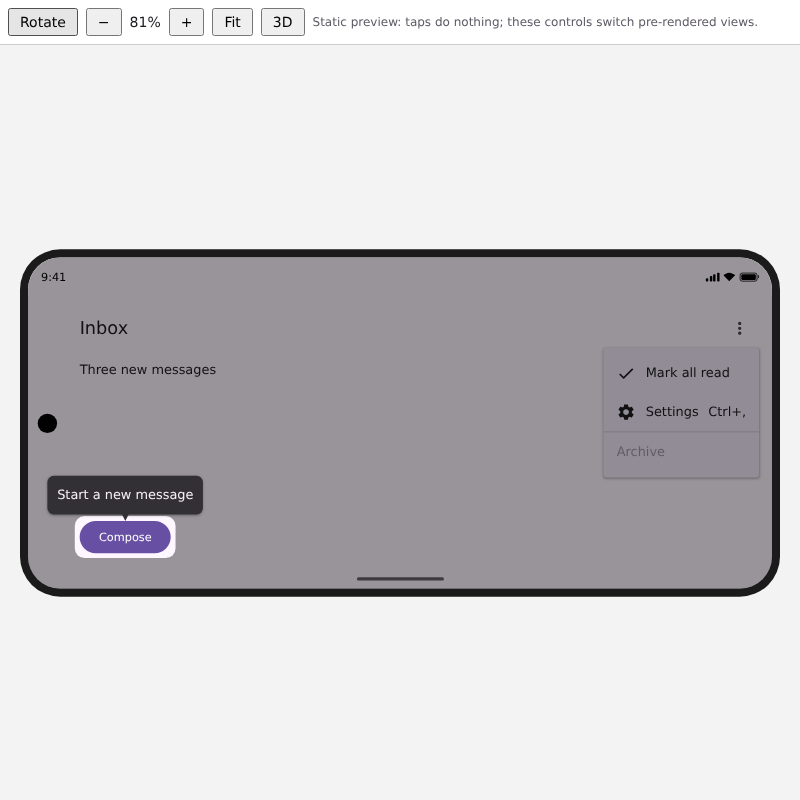 Rotate − 81% + Fit 3D Static preview: taps do nothing; these controls switch pre-rendered views.
9:41
Inbox
Three new messages
Mark all read
Settings Ctrl+,
Archive
Start a new message
Compose